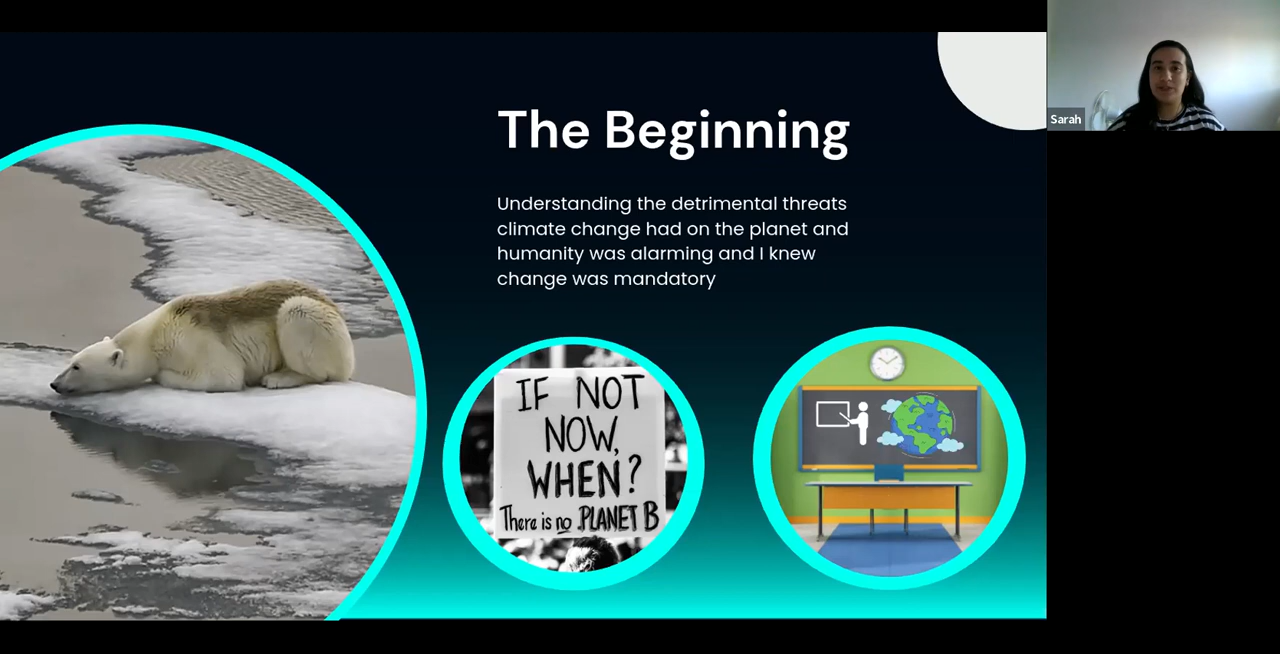 The Beginning
Understanding the detrimental threats
climate change had on the planet and
humanity was alarming and I knew
change was mandatory
IF NOT
NOW,
WHEN?
There is no PLANET B
Sarah